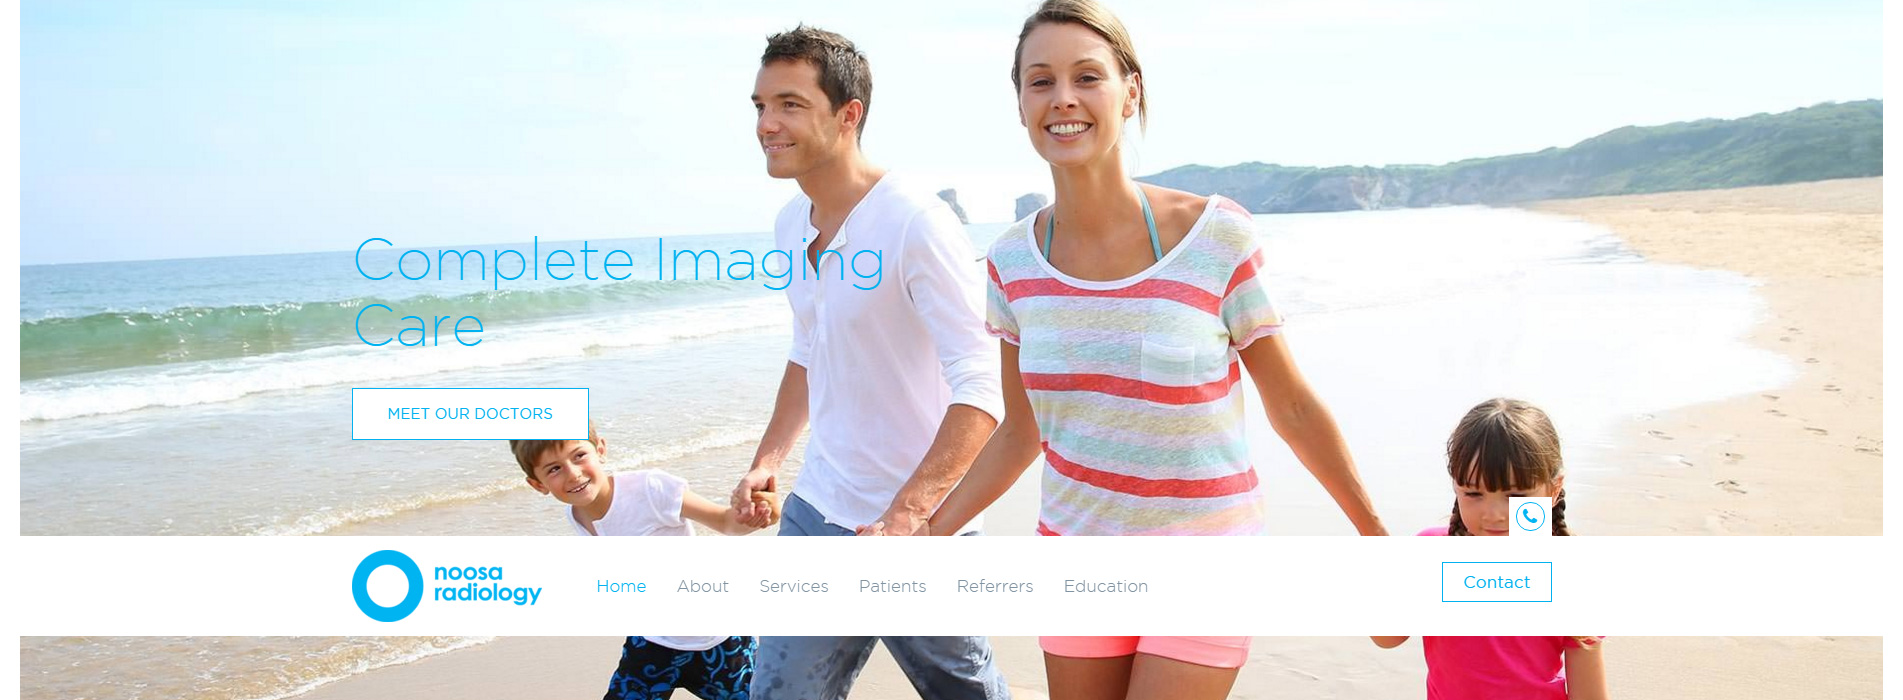 Complete Imaging
Care
MEET OUR DOCTORS
noosa
radiology
Home About Services Patients Referrers Education
Contact